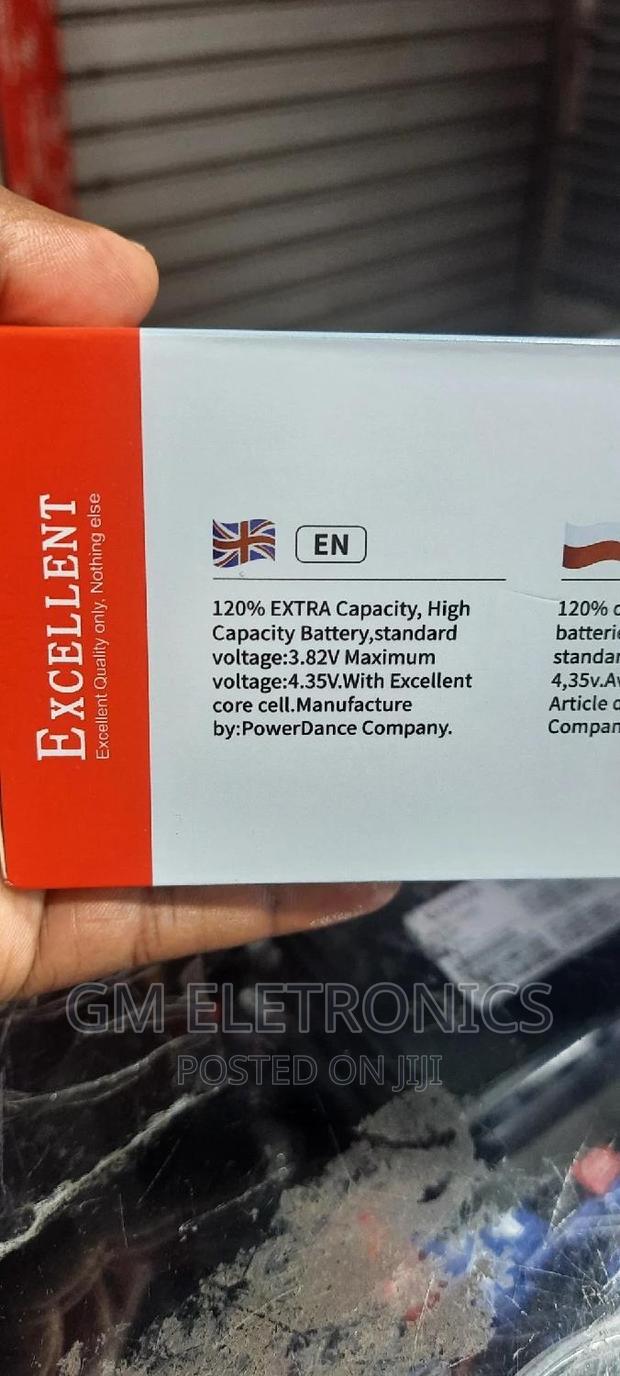 EXCELLENT
Excellent Quality only, Nothing else
EN
120% EXTRA Capacity, High
Capacity Battery,standard
voltage:3.82V Maximum
voltage:4.35V.With Excellent
core cell.Manufacture
by:PowerDance Company.
120%
standar
4,35v.A
Article
Compan
GM ELETRONICS
POSTED ON JIJI